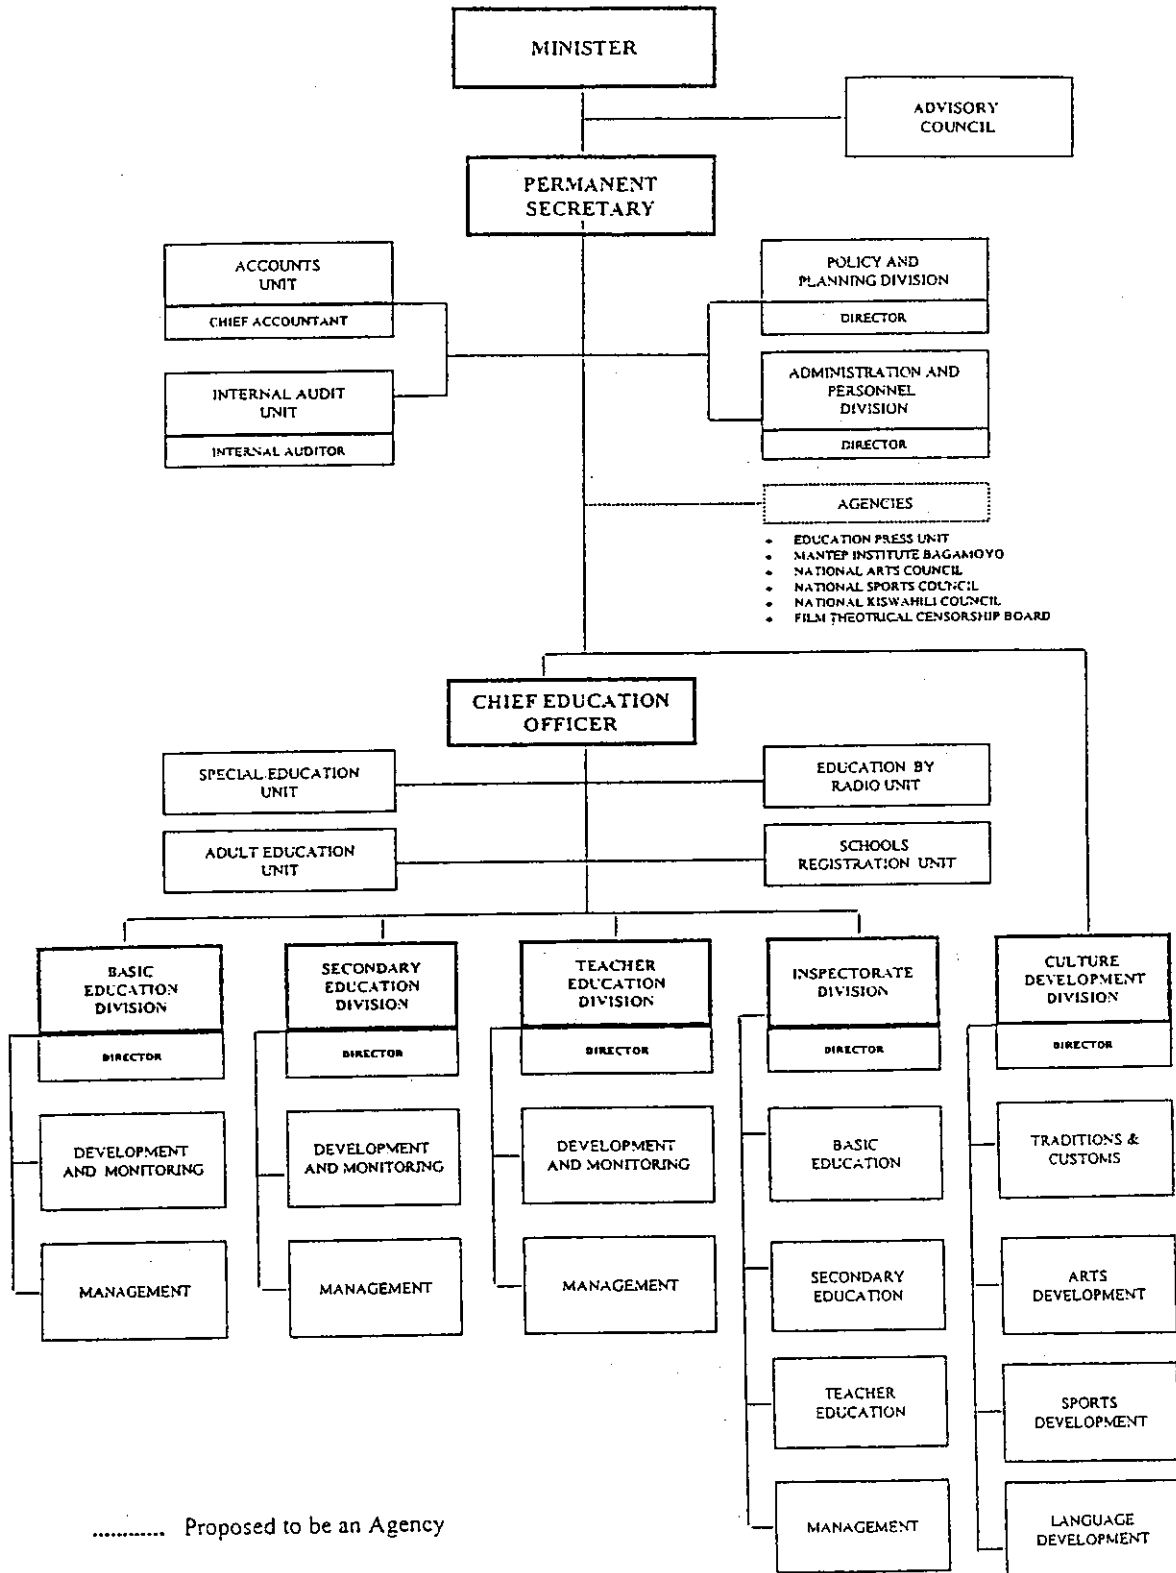 MINISTER
ADVISORY
COUNCIL
PERMANENT
SECRETARY
ACCOUNTS
UNIT
CHIEF ACCOUNTANT
POLICY AND
PLANNING DIVISION
DIRECTOR
INTERNAL AUDIT
UNIT
INTERNAL AUDITOR
ADMINISTRATION AND
PERSONNEL
DIVISION
DIRECTOR
AGENCIES
• EDUCATION PRESS UNIT
• MANTEP INSTITUTE BAGAMOYO
• NATIONAL ARTS COUNCIL
• NATIONAL SPORTS COUNCIL
• NATIONAL KISWAHILI COUNCIL
• FILM THEOTRICAL CENSORSHIP BOARD
CHIEF EDUCATION
OFFICER
SPECIAL EDUCATION
UNIT
EDUCATION BY
RADIO UNIT
ADULT EDUCATION
UNIT
SCHOOLS
REGISTRATION UNIT
BASIC
EDUCATION
DIVISION
DIRECTOR
DEVELOPMENT
AND MONITORING
MANAGEMENT
SECONDARY
EDUCATION
DIVISION
DIRECTOR
DEVELOPMENT
AND MONITORING
MANAGEMENT
TEACHER
EDUCATION
DIVISION
DIRECTOR
DEVELOPMENT
AND MONITORING
MANAGEMENT
INSPECTORATE
DIVISION
DIRECTOR
BASIC
EDUCATION
SECONDARY
EDUCATION
TEACHER
EDUCATION
MANAGEMENT
CULTURE
DEVELOPMENT
DIVISION
DIRECTOR
TRADITIONS &
CUSTOMS
ARTS
DEVELOPMENT
SPORTS
DEVELOPMENT
LANGUAGE
DEVELOPMENT
............ Proposed to be an Agency